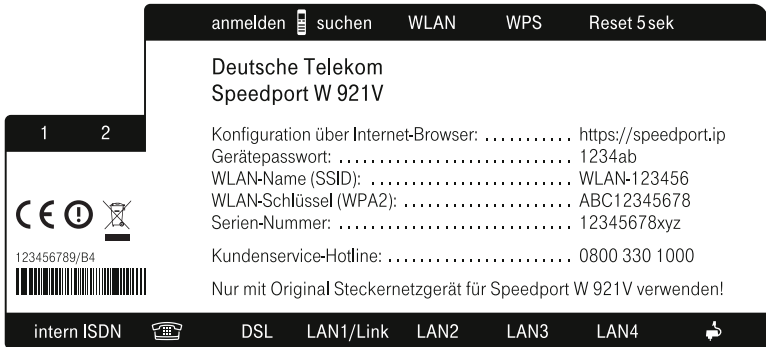 anmelden suchen WLAN WPS Reset 5 sek
Deutsche Telekom
Speedport W 921V
1 2
Konfiguration über Internet-Browser: ........... https://speedport.ip
Gerätepasswort: ............................. 1234ab
WLAN-Name (SSID): ......................... WLAN-123456
WLAN-Schlüssel (WPA2): ..................... ABC12345678
Serien-Nummer: ............................. 12345678xyz
CE
123456789/B4
Kundenservice-Hotline: ....................... 0800 330 1000
Nur mit Original Steckernetzgerät für Speedport W 921V verwenden!
intern ISDN DSL LAN1/Link LAN2 LAN3 LAN4